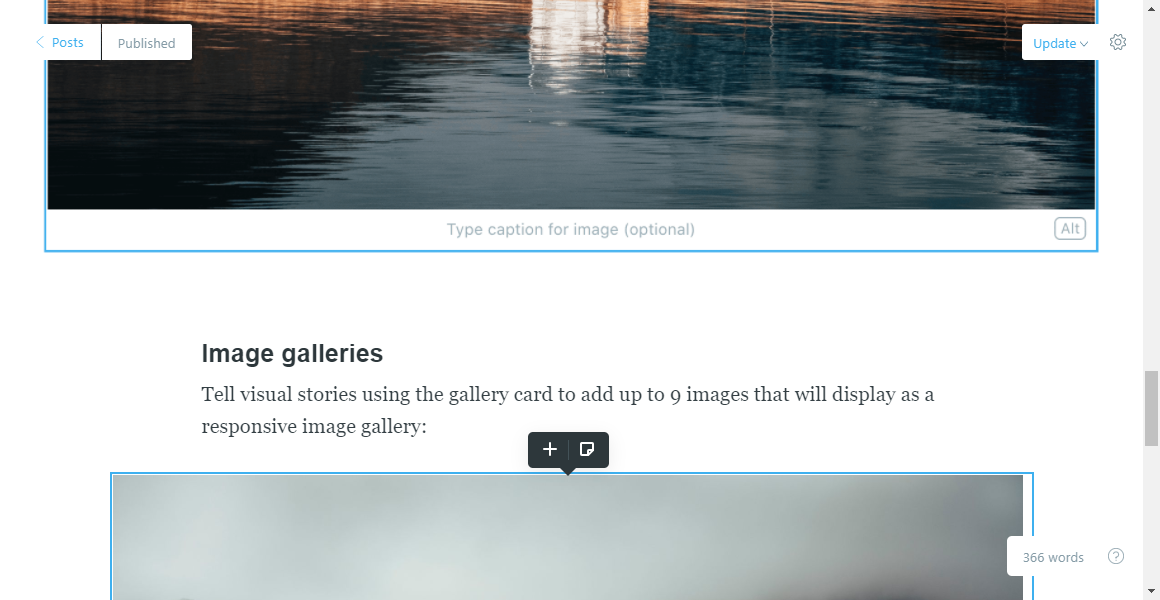 Posts
Published
Update
Type caption for image (optional)
Alt
Image galleries
Tell visual stories using the gallery card to add up to 9 images that will display as a
responsive image gallery:
366 words
?